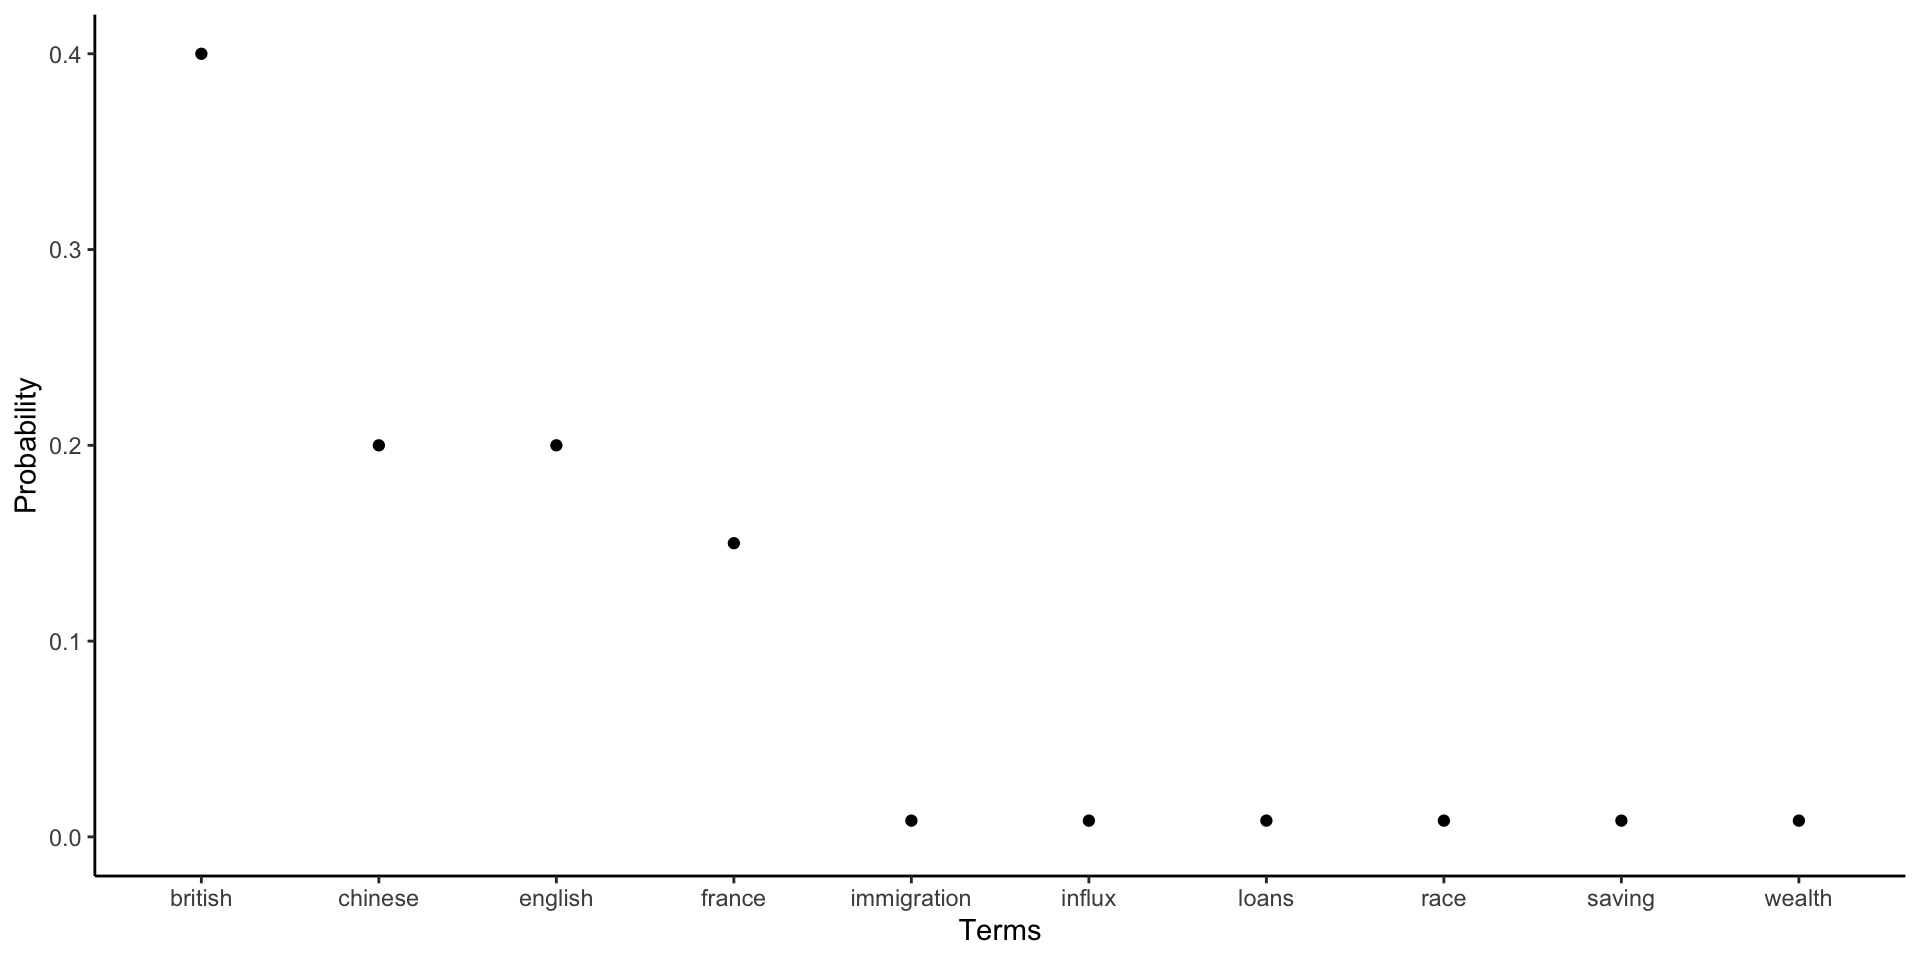 0.4
0.3
0.2
0.1
0.0
Probability
british chinese english france immigration influx loans race saving wealth
Terms